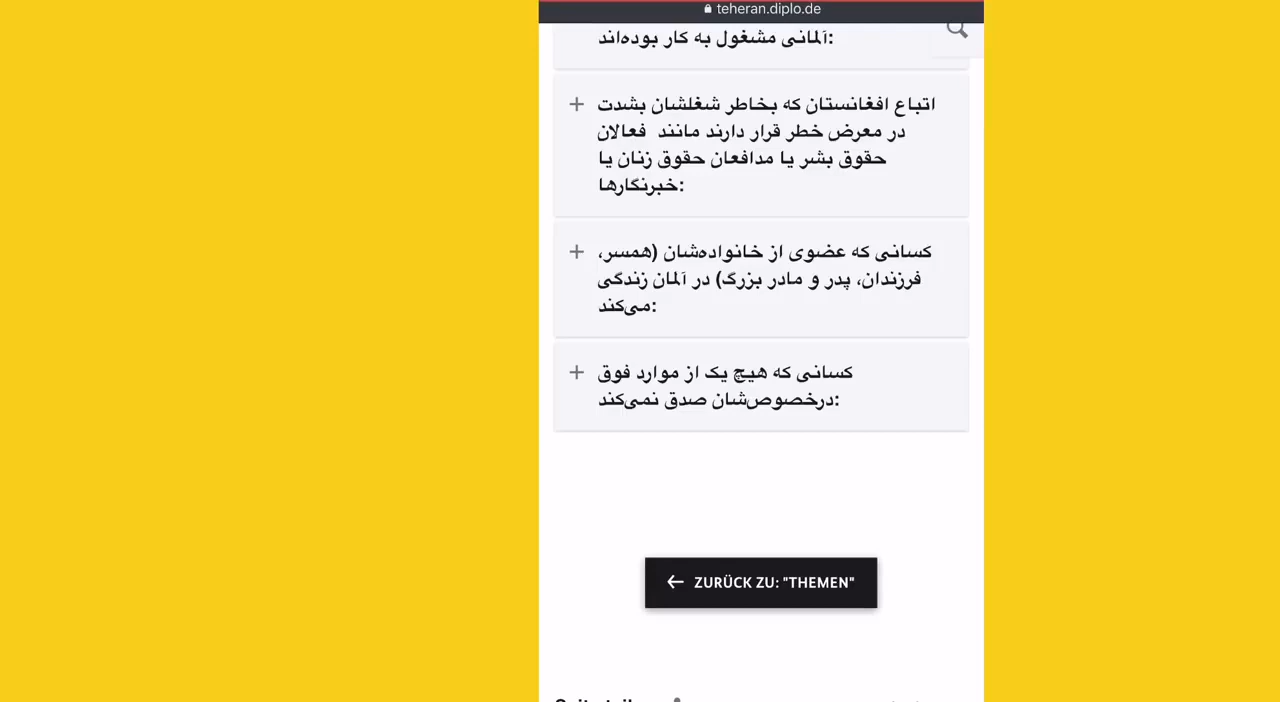 teheran.diplo.de
آلمانی مشغول به کار بوده‌اند:
اتباع افغانستان که بخاطر شغلشان بشدت
در معرض خطر قرار دارند مانند فعالان
حقوق بشر یا مدافعان حقوق زنان یا
خبرنگارها:
کسانی که عضوی از خانواده‌شان (همسر،
فرزندان، پدر و مادر بزرگ) در آلمان زندگی
می‌کند:
کسانی که هیچ یک از موارد فوق
درخصوص‌شان صدق نمی‌کند:
← ZURÜCK ZU: "THEMEN"